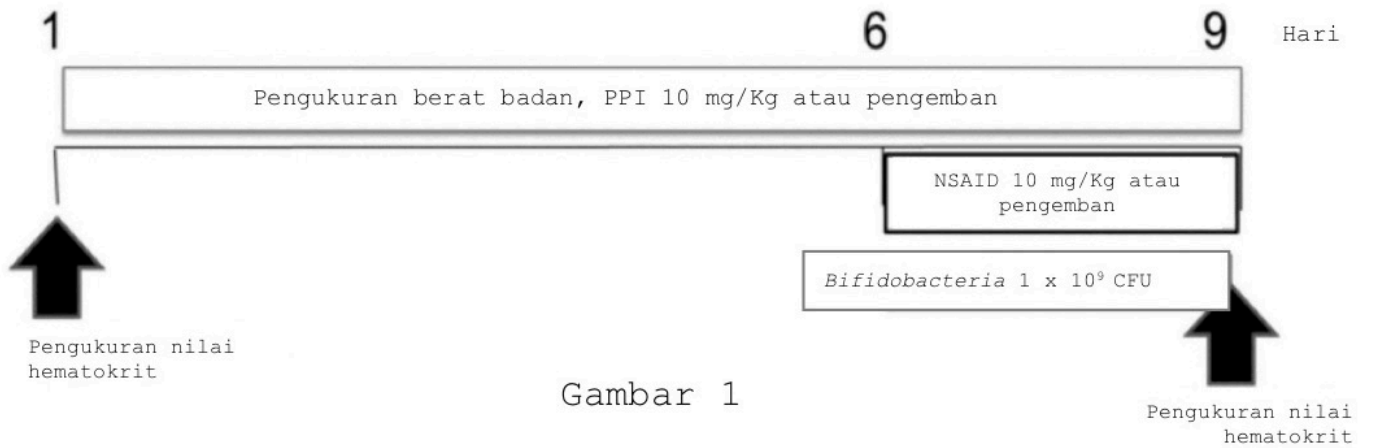 1 6 9 Hari
Pengukuran berat badan, PPI 10 mg/Kg atau pengemban
NSAID 10 mg/Kg atau
pengemban
Bifidobacteria 1 x 10⁹ CFU
Pengukuran nilai
hematokrit
Gambar 1
Pengukuran nilai
hematokrit